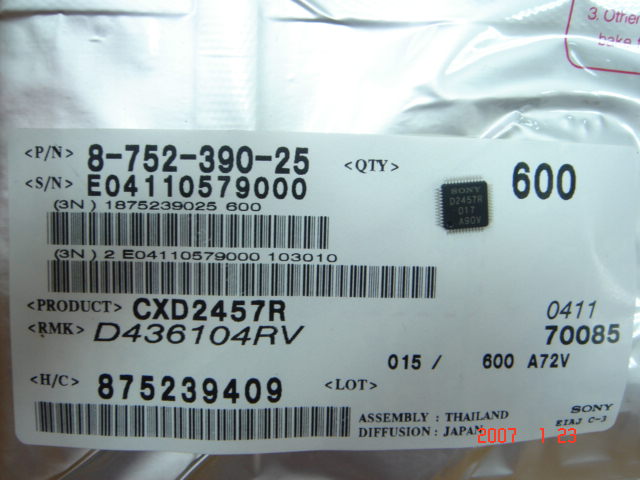 3. Other
bake
<P/N> 8-752-390-25 <QTY> 600
<S/N> E04110579000
(3N) 1875239025 600
(3N) 2 E04110579000 103010
SONY
D2457R
017
A90V
<PRODUCT> CXD2457R 0411
<RMK> D436104RV 70085
015 / 600 A72V
<H/C> 875239409 <LOT>
ASSEMBLY : THAILAND SONY
DIFFUSION : JAPAN EIAJ C-3
2007 1 23